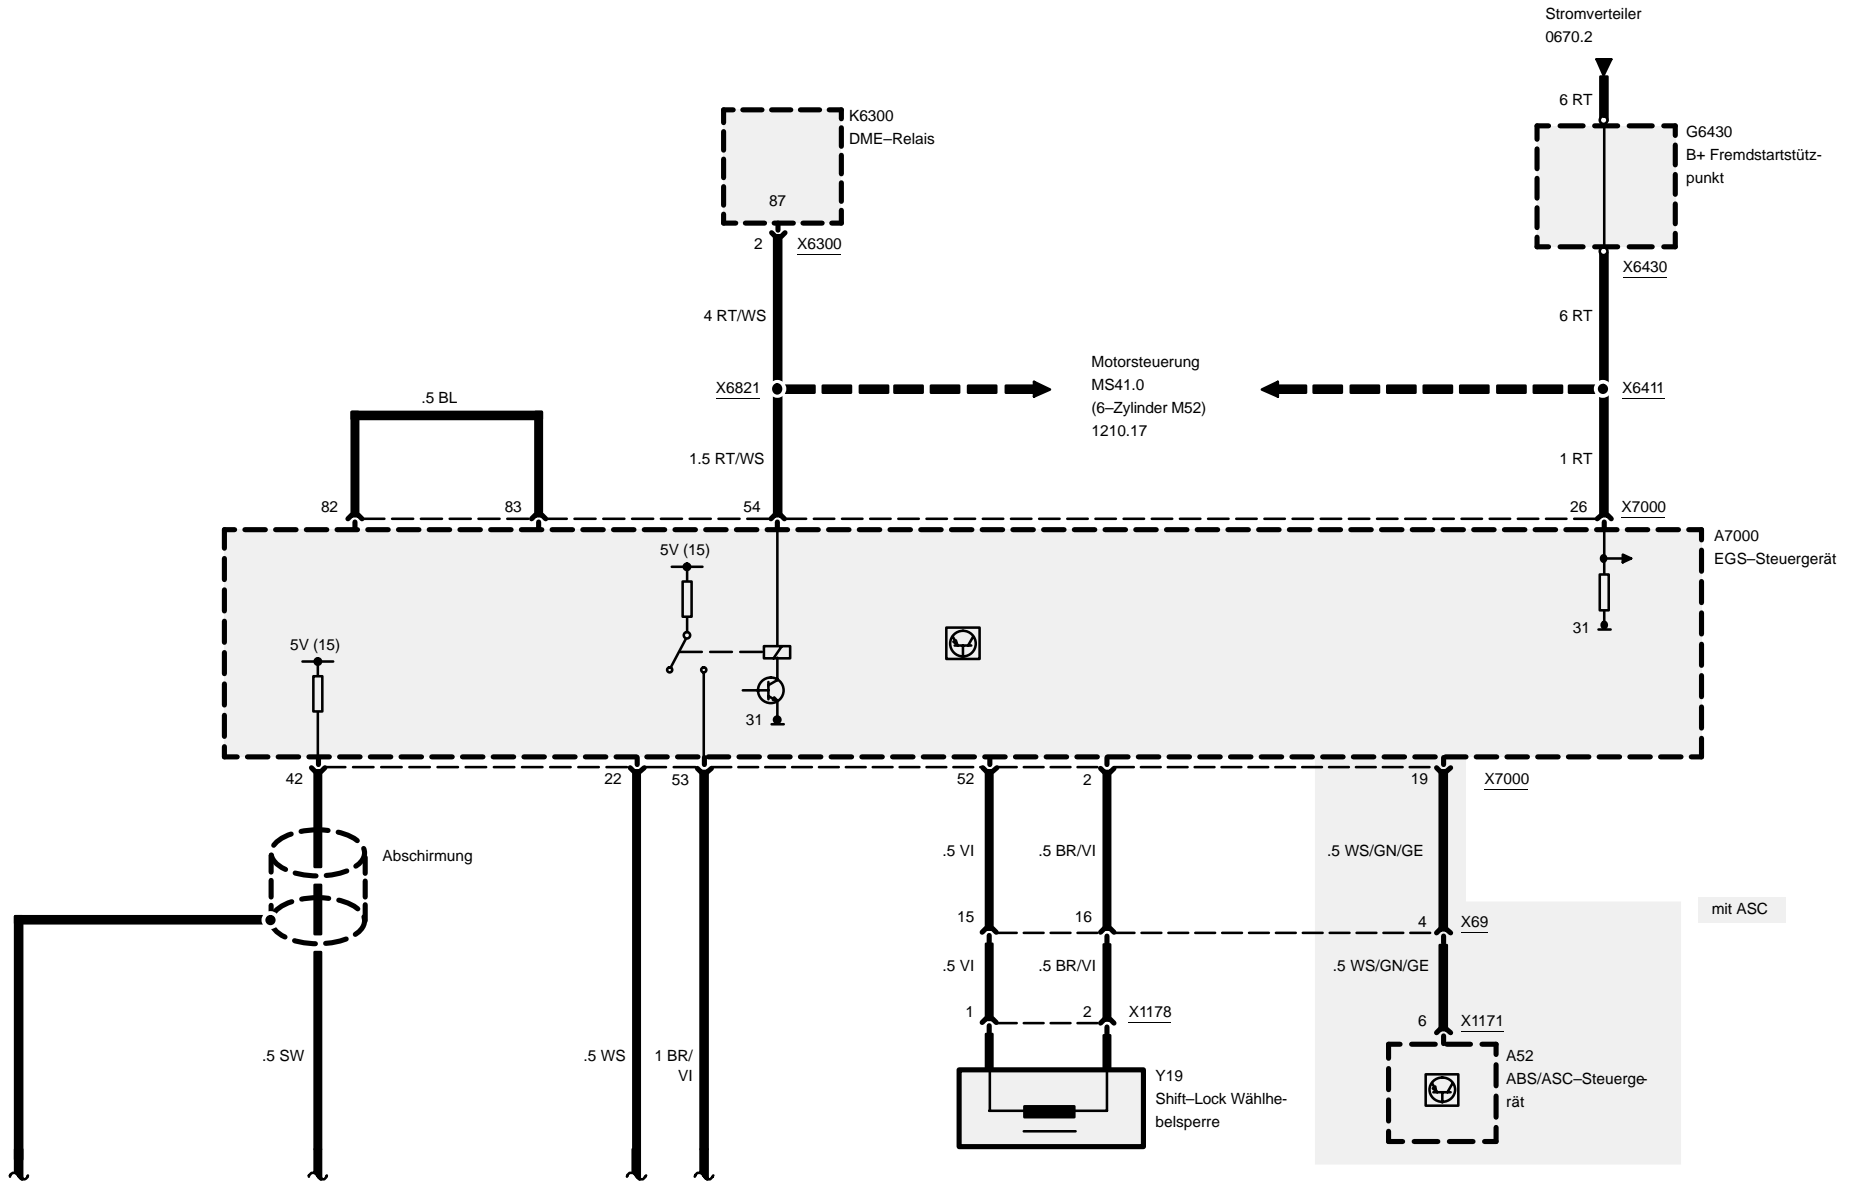 Stromverteiler
0670.2
6 RT
K6300
DME–Relais
87
G6430
B+ Fremdstartstütz-
punkt
2 X6300
X6430
4 RT/WS
6 RT
Motorsteuerung
MS41.0
(6–Zylinder M52)
1210.17
X6821
X6411
.5 BL
1.5 RT/WS
1 RT
82 83 54 26 X7000
A7000
EGS–Steuergerät
5V (15)
5V (15)
31
31
42 22 53 52 2 19 X7000
Abschirmung
.5 VI .5 BR/VI .5 WS/GN/GE
mit ASC
15 16 4 X69
.5 VI .5 BR/VI .5 WS/GN/GE
1 2 X1178
6 X1171
.5 SW .5 WS 1 BR/
VI
Y19
Shift–Lock Wählhe-
belsperre
A52
ABS/ASC–Steuerge-
rät